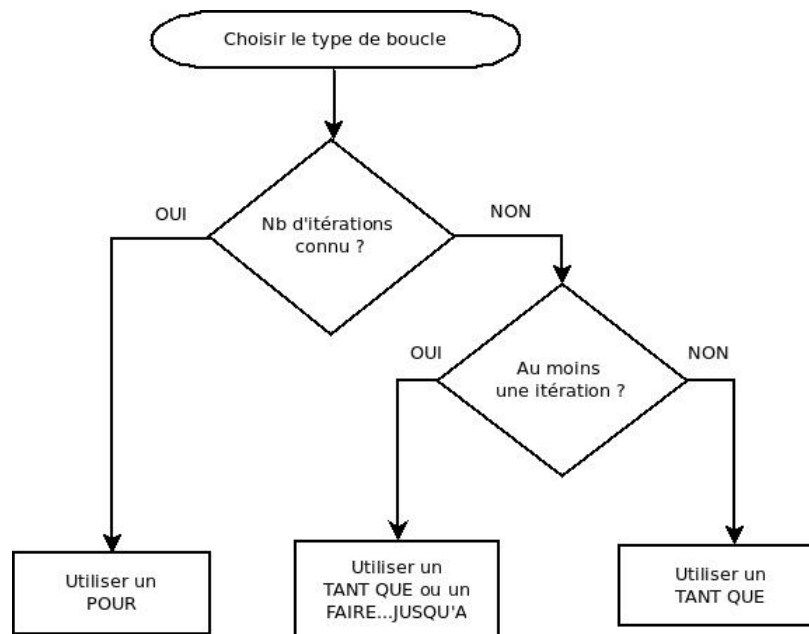 Choisir le type de boucle
OUI
Nb d'itérations
connu ?
NON
OUI
Au moins
une itération ?
NON
Utiliser un
POUR
Utiliser un
TANT QUE ou un
FAIRE...JUSQU'A
Utiliser un
TANT QUE